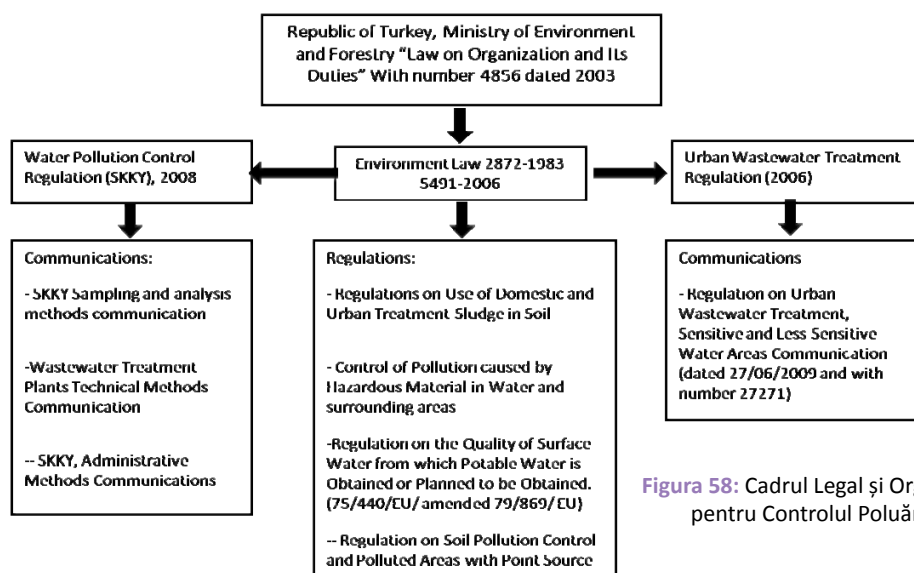 Republic of Turkey, Ministry of Environment
and Forestry "Law on Organization and Its
Duties" With number 4856 dated 2003
Water Pollution Control
Regulation (SKKY), 2008
Environment Law 2872-1983
5491-2006
Urban Wastewater Treatment
Regulation (2006)
Communications:
- SKKY Sampling and analysis
methods communication
-Wastewater Treatment
Plants Technical Methods
Communication
-- SKKY, Administrative
Methods Communications
Regulations:
- Regulations on Use of Domestic and
Urban Treatment Sludge in Soil
- Control of Pollution caused by
Hazardous Material in Water and
surrounding areas
-Regulation on the Quality of Surface
Water from which Potable Water is
Obtained or Planned to be Obtained.
(75/440/EU/ amended 79/869/ EU)
-- Regulation on Soil Pollution Control
and Polluted Areas with Point Source
Communications
- Regulation on Urban
Wastewater Treatment,
Sensitive and Less Sensitive
Water Areas Communication
(dated 27/06/2009 and with
number 27271)
Figura 58: Cadrul Legal și
pentru Controlul